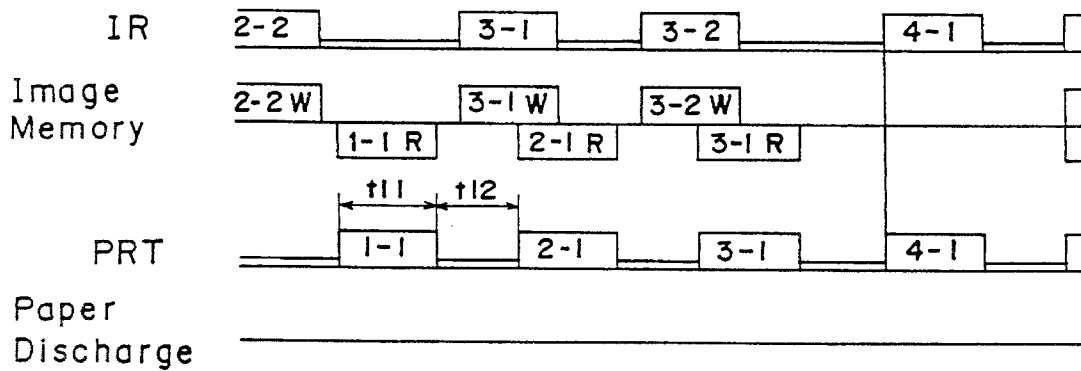 IR 2-2 3-1 3-2 4-1
Image Memory 2-2 W 3-1 W 3-2 W
1-1 R 2-1 R 3-1 R
t11 t12
PRT 1-1 2-1 3-1 4-1
Paper
Discharge